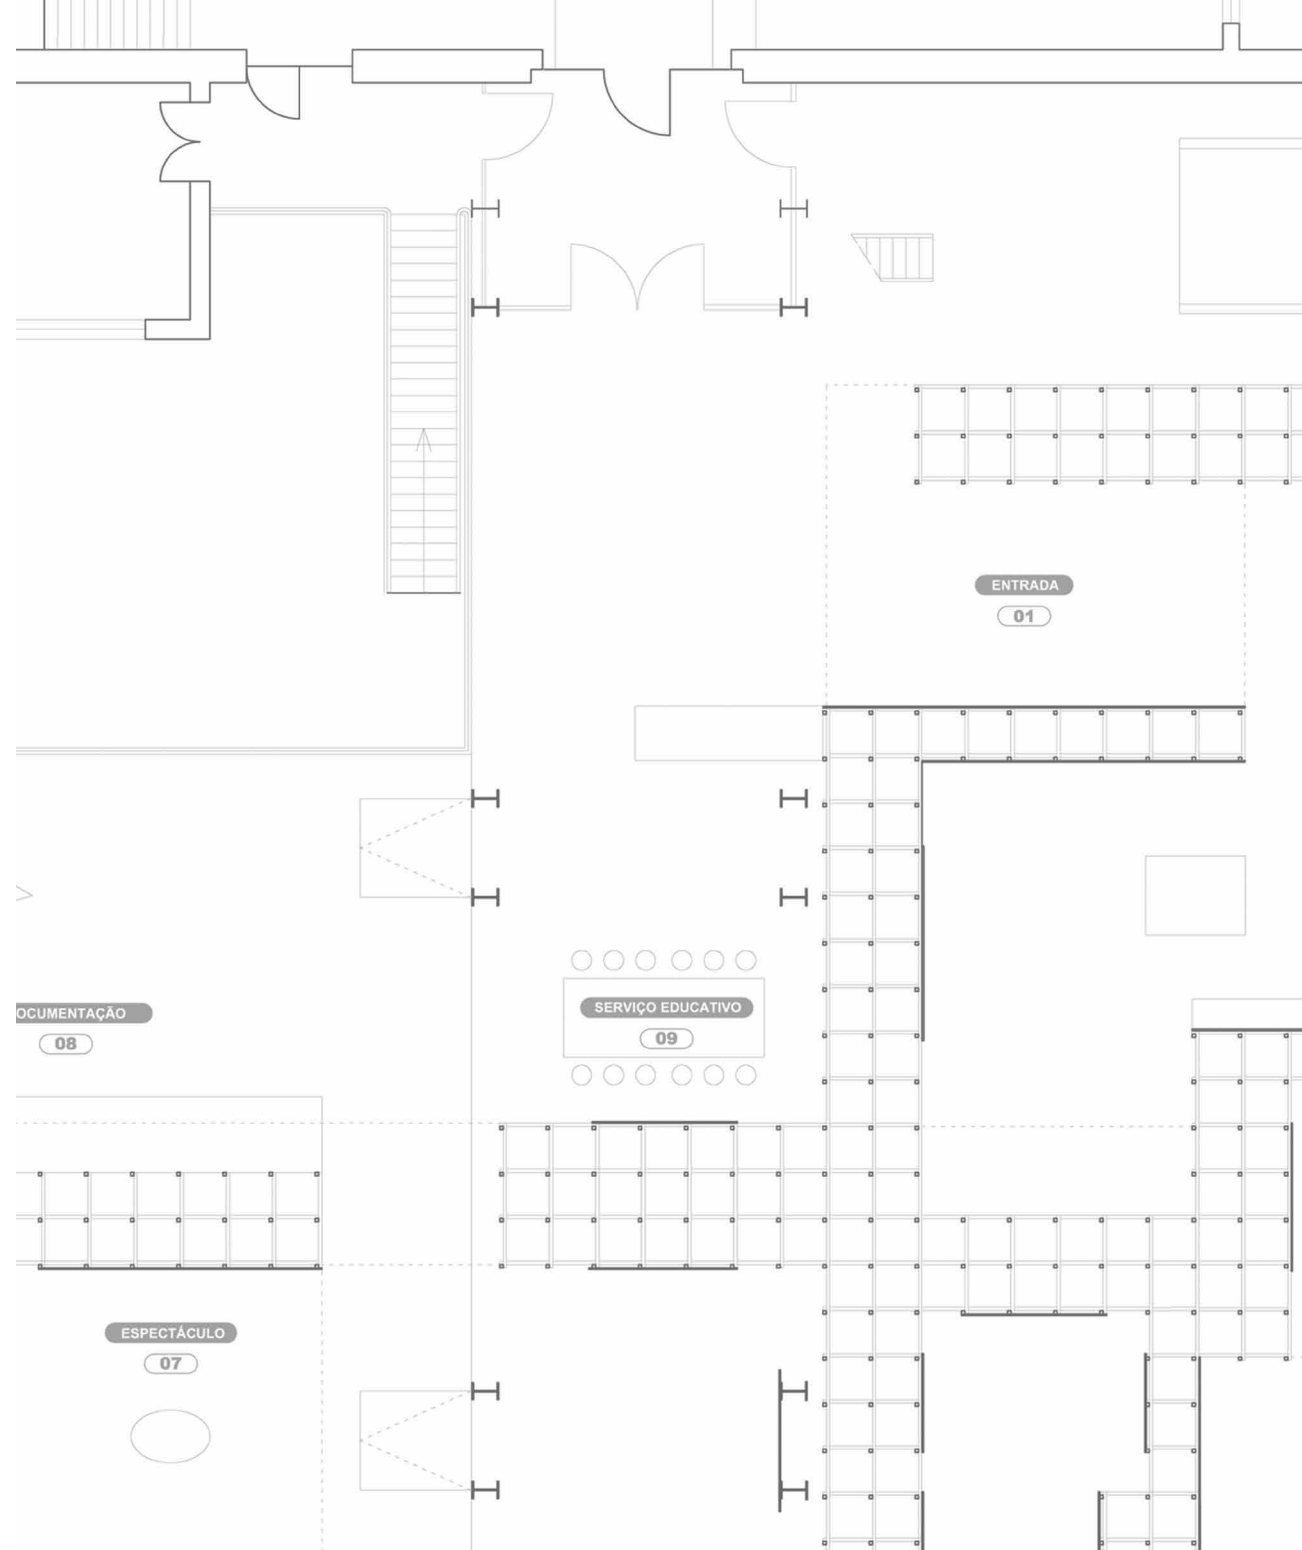 ENTRADA
01
OCUMENTAÇÃO
08
SERVIÇO EDUCATIVO
09
ESPECTÁCULO
07